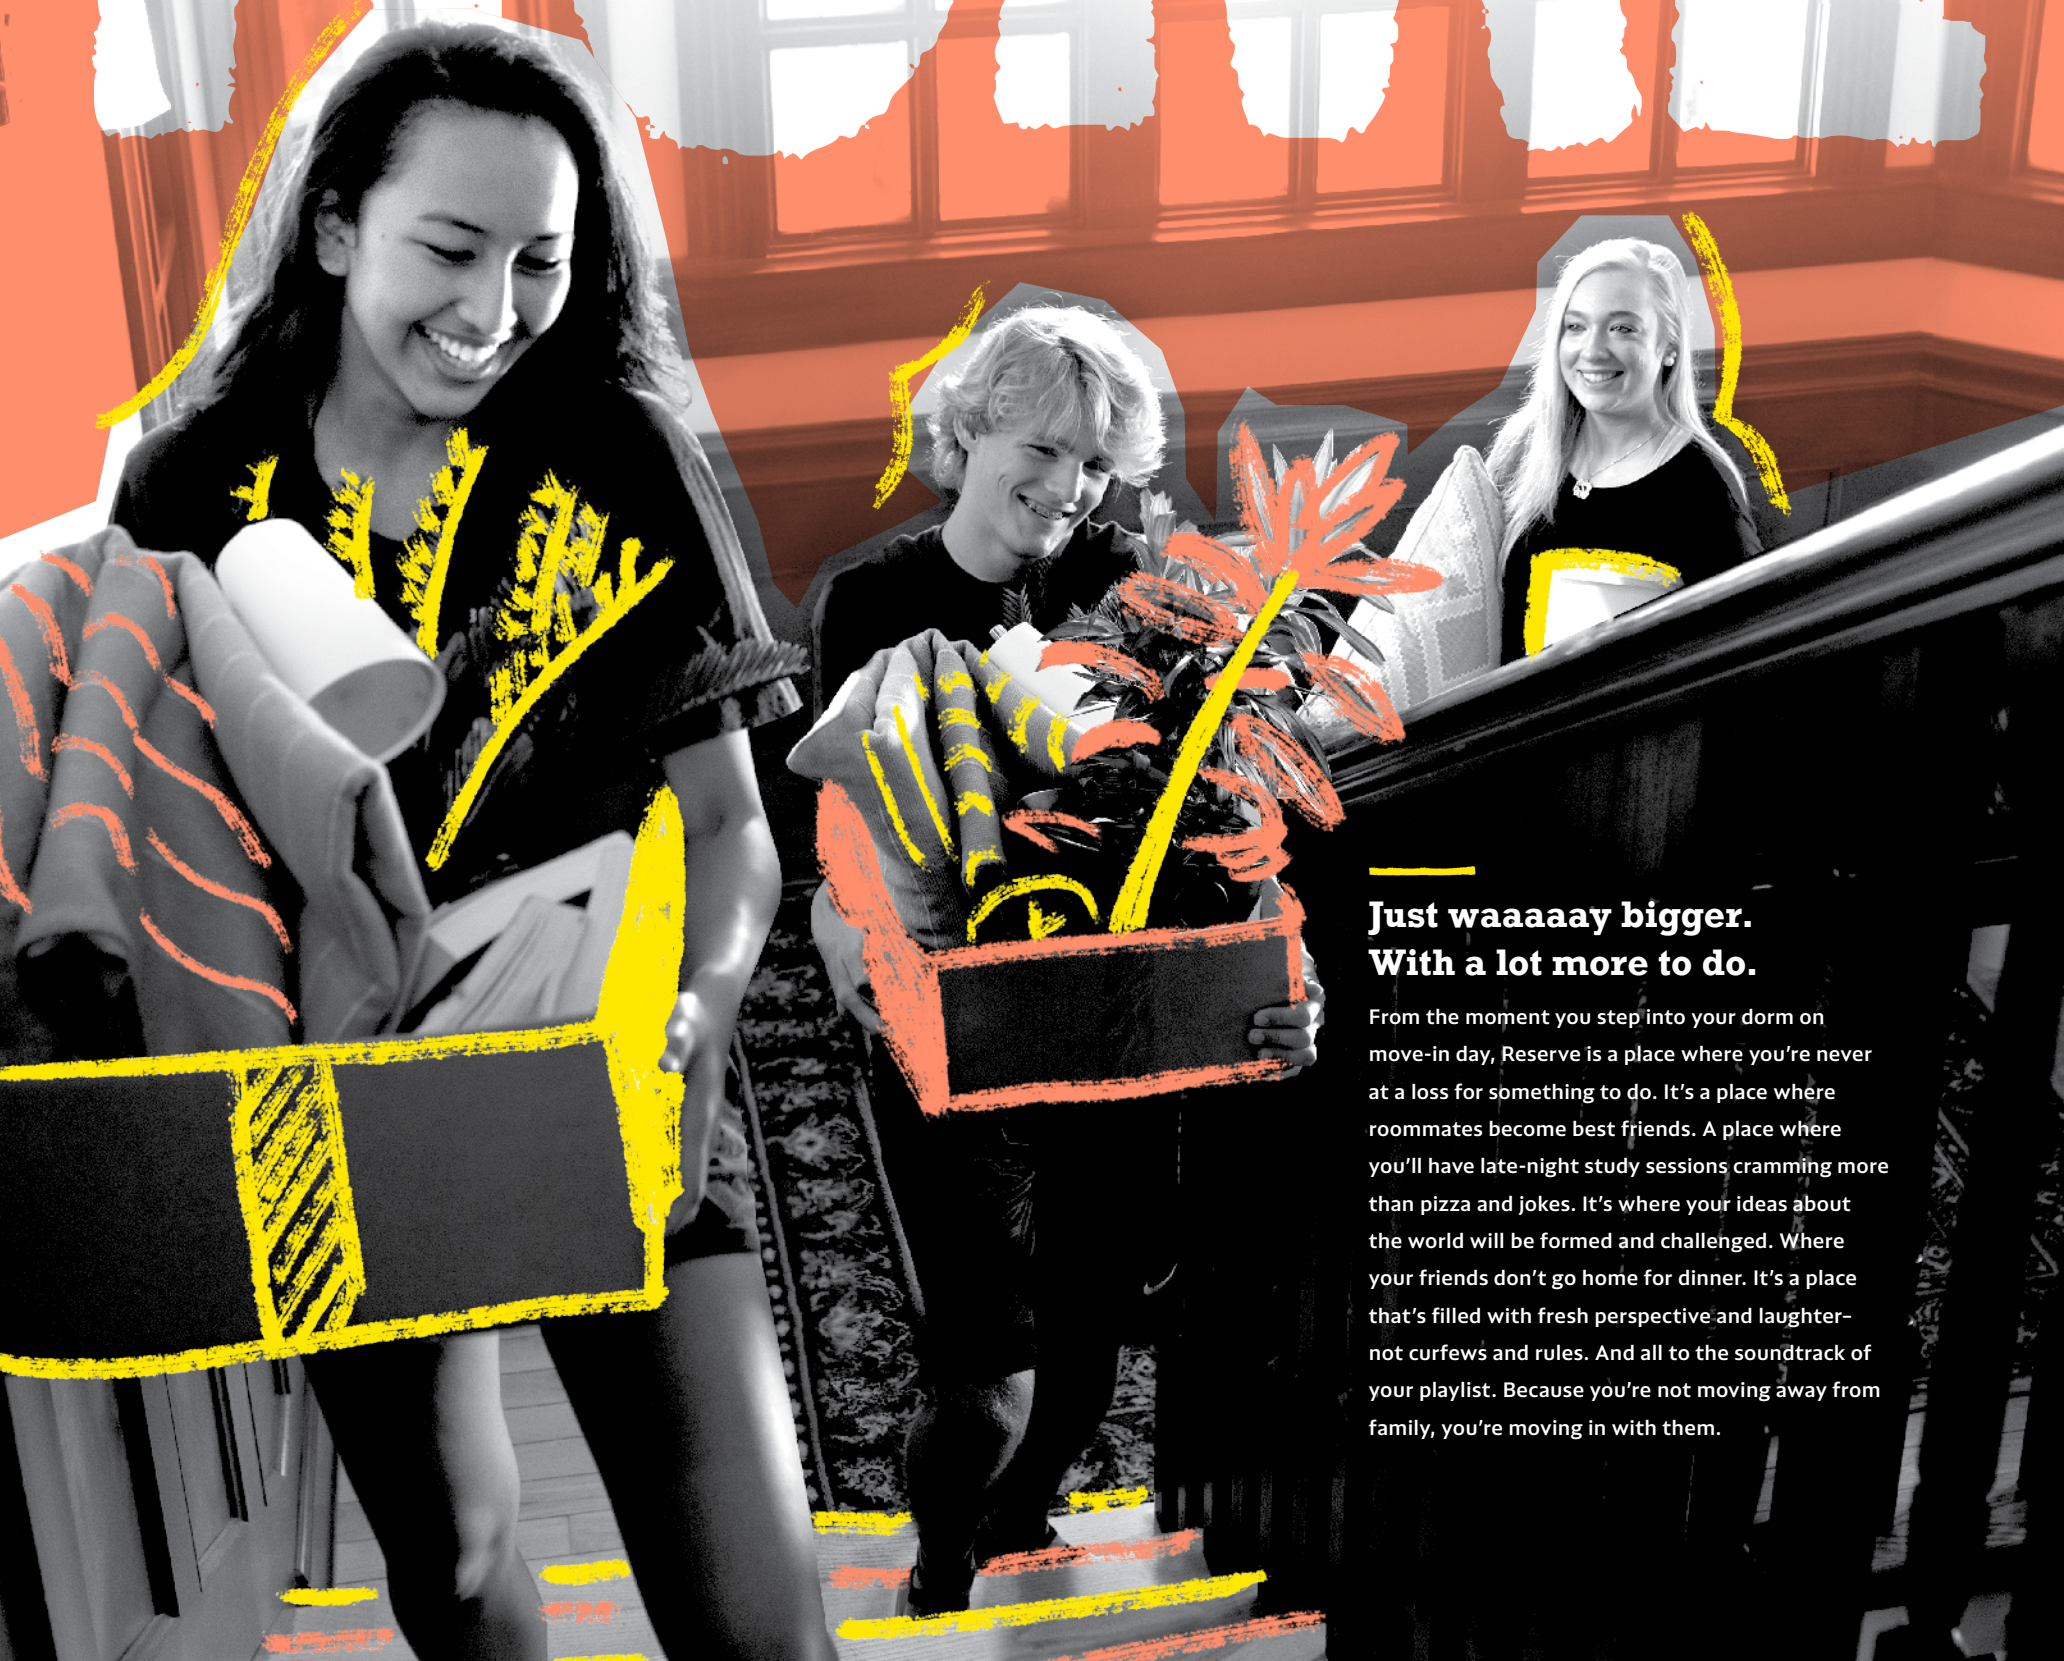 Just waaaaay bigger.
With a lot more to do.
From the moment you step into your dorm on
move-in day, Reserve is a place where you're never
at a loss for something to do. It's a place where
roommates become best friends. A place where
you'll have late-night study sessions cramming more
than pizza and jokes. It's where your ideas about
the world will be formed and challenged. Where
your friends don't go home for dinner. It's a place
that's filled with fresh perspective and laughter–
not curfews and rules. And all to the soundtrack of
your playlist. Because you're not moving away from
family, you're moving in with them.